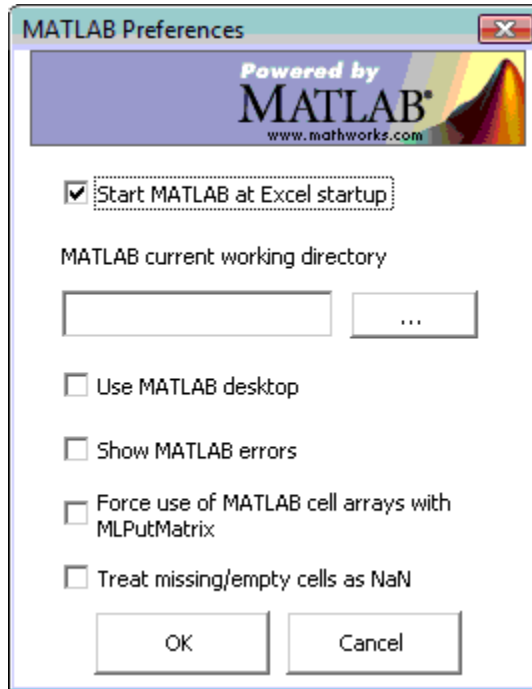 MATLAB Preferences
Powered by
MATLAB®
www.mathworks.com
Start MATLAB at Excel startup
MATLAB current working directory
...
Use MATLAB desktop
Show MATLAB errors
Force use of MATLAB cell arrays with
MLPutMatrix
Treat missing/empty cells as NaN
OK Cancel